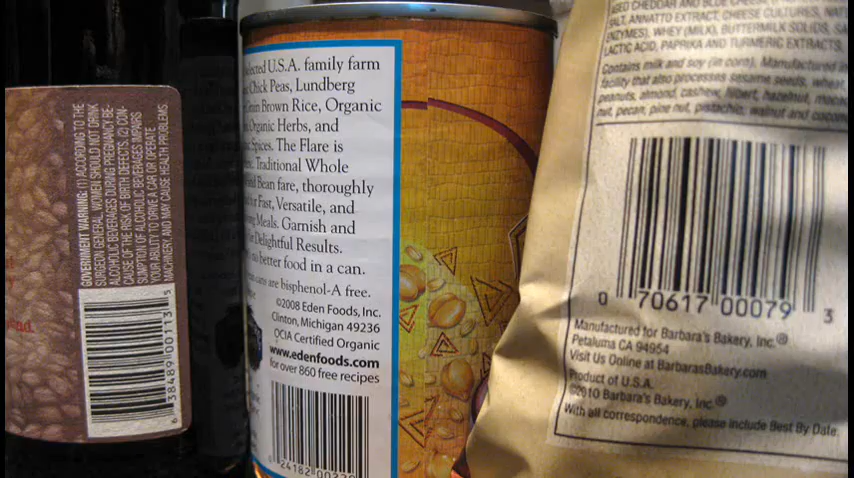 GOVERNMENT WARNING: (1) ACCORDING TO THE
SURGEON GENERAL, WOMEN SHOULD NOT DRINK
ALCOHOLIC BEVERAGES DURING PREGNANCY BE-
CAUSE OF THE RISK OF BIRTH DEFECTS. (2) CON-
SUMPTION OF ALCOHOLIC BEVERAGES IMPAIRS
YOUR ABILITY TO DRIVE A CAR OR OPERATE
MACHINERY, AND MAY CAUSE HEALTH PROBLEMS
6 38489 00113 5
U.S.A. family farm
Chick Peas, Lundberg
Brown Rice, Organic
Organic Herbs, and
Spices. The Flare is
Traditional Whole
Bean fare, thoroughly
Fast, Versatile, and
Meals. Garnish and
Delightful Results.
no better food in a can.
cans are bisphenol-A free.
©2008 Eden Foods, Inc.
Clinton, Michigan 49236
OCIA Certified Organic
www.edenfoods.com
for over 860 free recipes
24182 00
CHEDDAR AND BLUE
SALT, ANNATTO EXTRACT, CHEESE CULTURES,
ENZYMES), WHEY (MILK), BUTTERMILK SOLIDS,
LACTIC ACID, PAPRIKA AND TURMERIC EXTRACTS.
Contains milk and soy (in corn). Manufactured in
facility that also processes sesame seeds, wheat,
peanuts, almond, cashew, filbert, hazelnut,
nut, pecan, pine nut, pistachio, walnut and
0 70617 00079 3
Manufactured for Barbara's Bakery, Inc.®
Petaluma CA 94954
Visit Us Online at BarbarasBakery.com
Product of U.S.A.
©2010 Barbara's Bakery, Inc.®
With all correspondence, please include Best By Date.